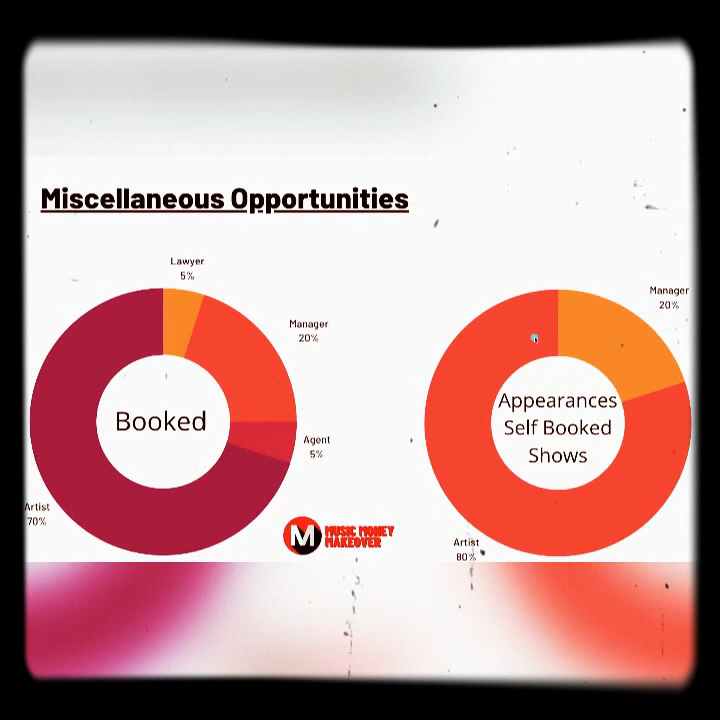 Miscellaneous Opportunities
Lawyer
5%
Manager
20%
Agent
5%
Artist
70%
Booked
Manager
20%
Appearances
Self Booked
Shows
Artist
80%
M
MUSIC MONEY
MAKEOVER